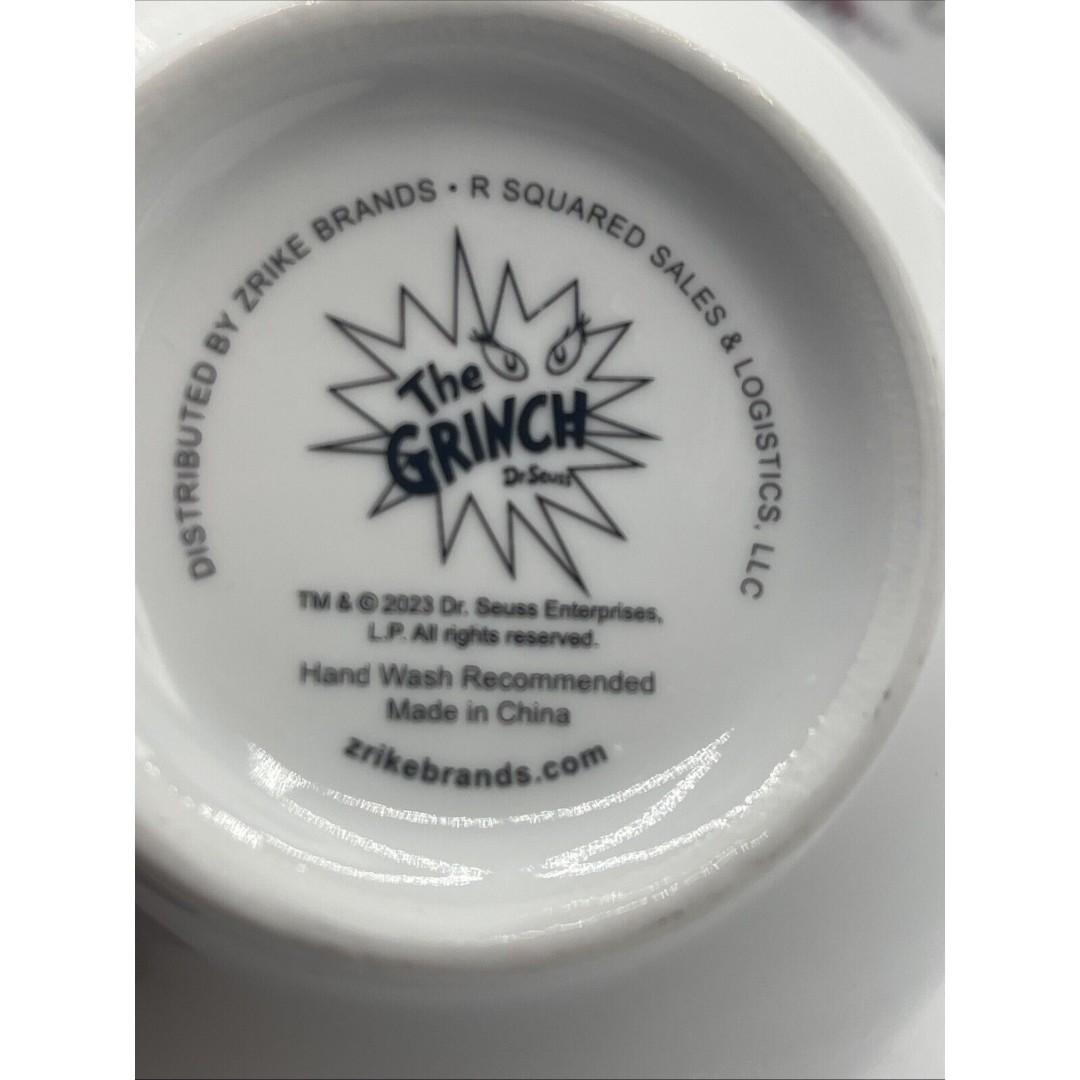 DISTRIBUTED BY ZRIKE BRANDS • R SQUARED SALES & LOGISTICS, LLC
The
GRINCH
Dr. Seuss
TM & © 2023 Dr. Seuss Enterprises,
L.P. All rights reserved.
Hand Wash Recommended
Made in China
zrikebrands.com